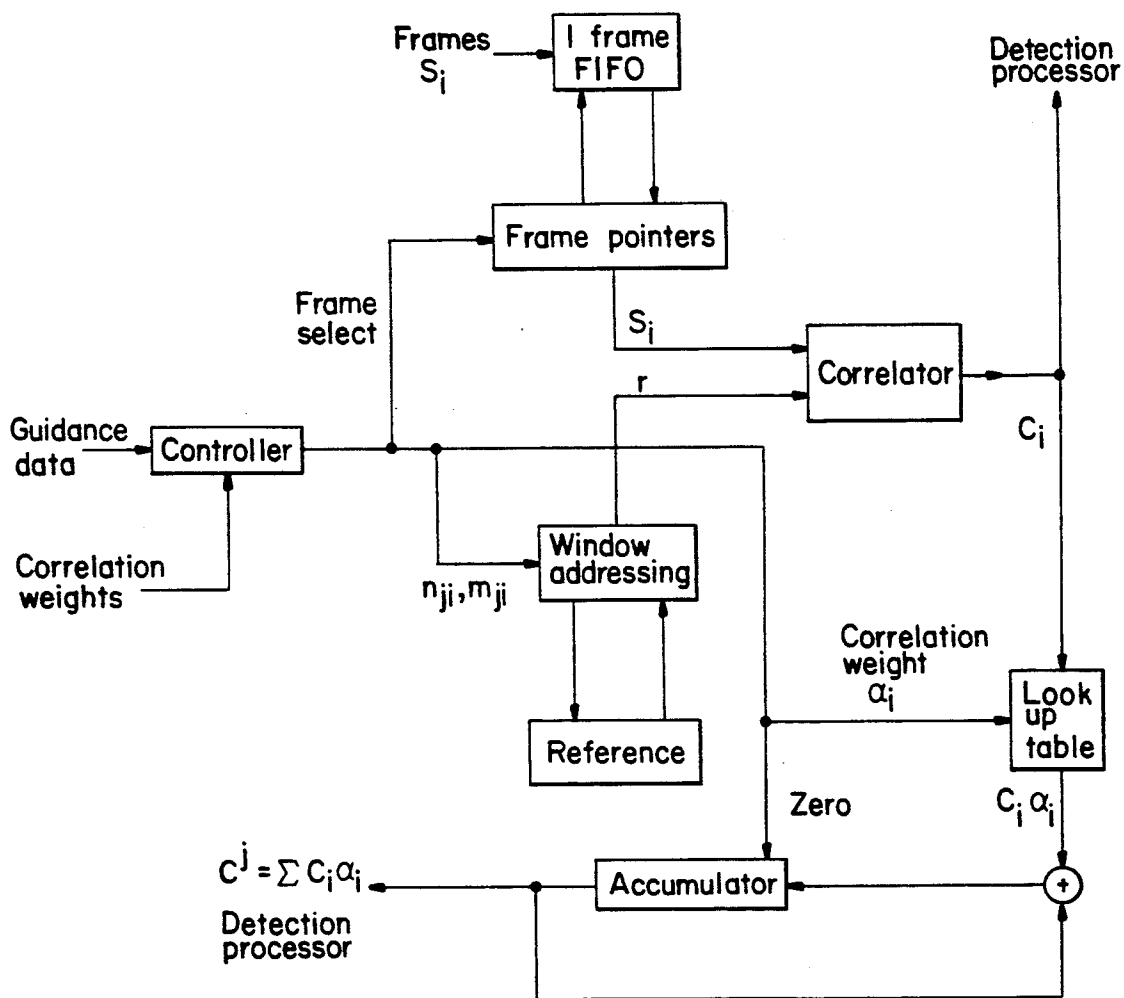 Frames
S_i
I frame
FIFO
Detection
processor
Frame pointers
Frame
select
S_i
r
Correlator
C_i
Guidance
data
Controller
Correlation
weights
Window
addressing
n_ji, m_ji
Reference
Correlation
weight
α_i
Look
up
table
Zero
C_i α_i
C^j = Σ C_i α_i
Accumulator
+
Detection
processor